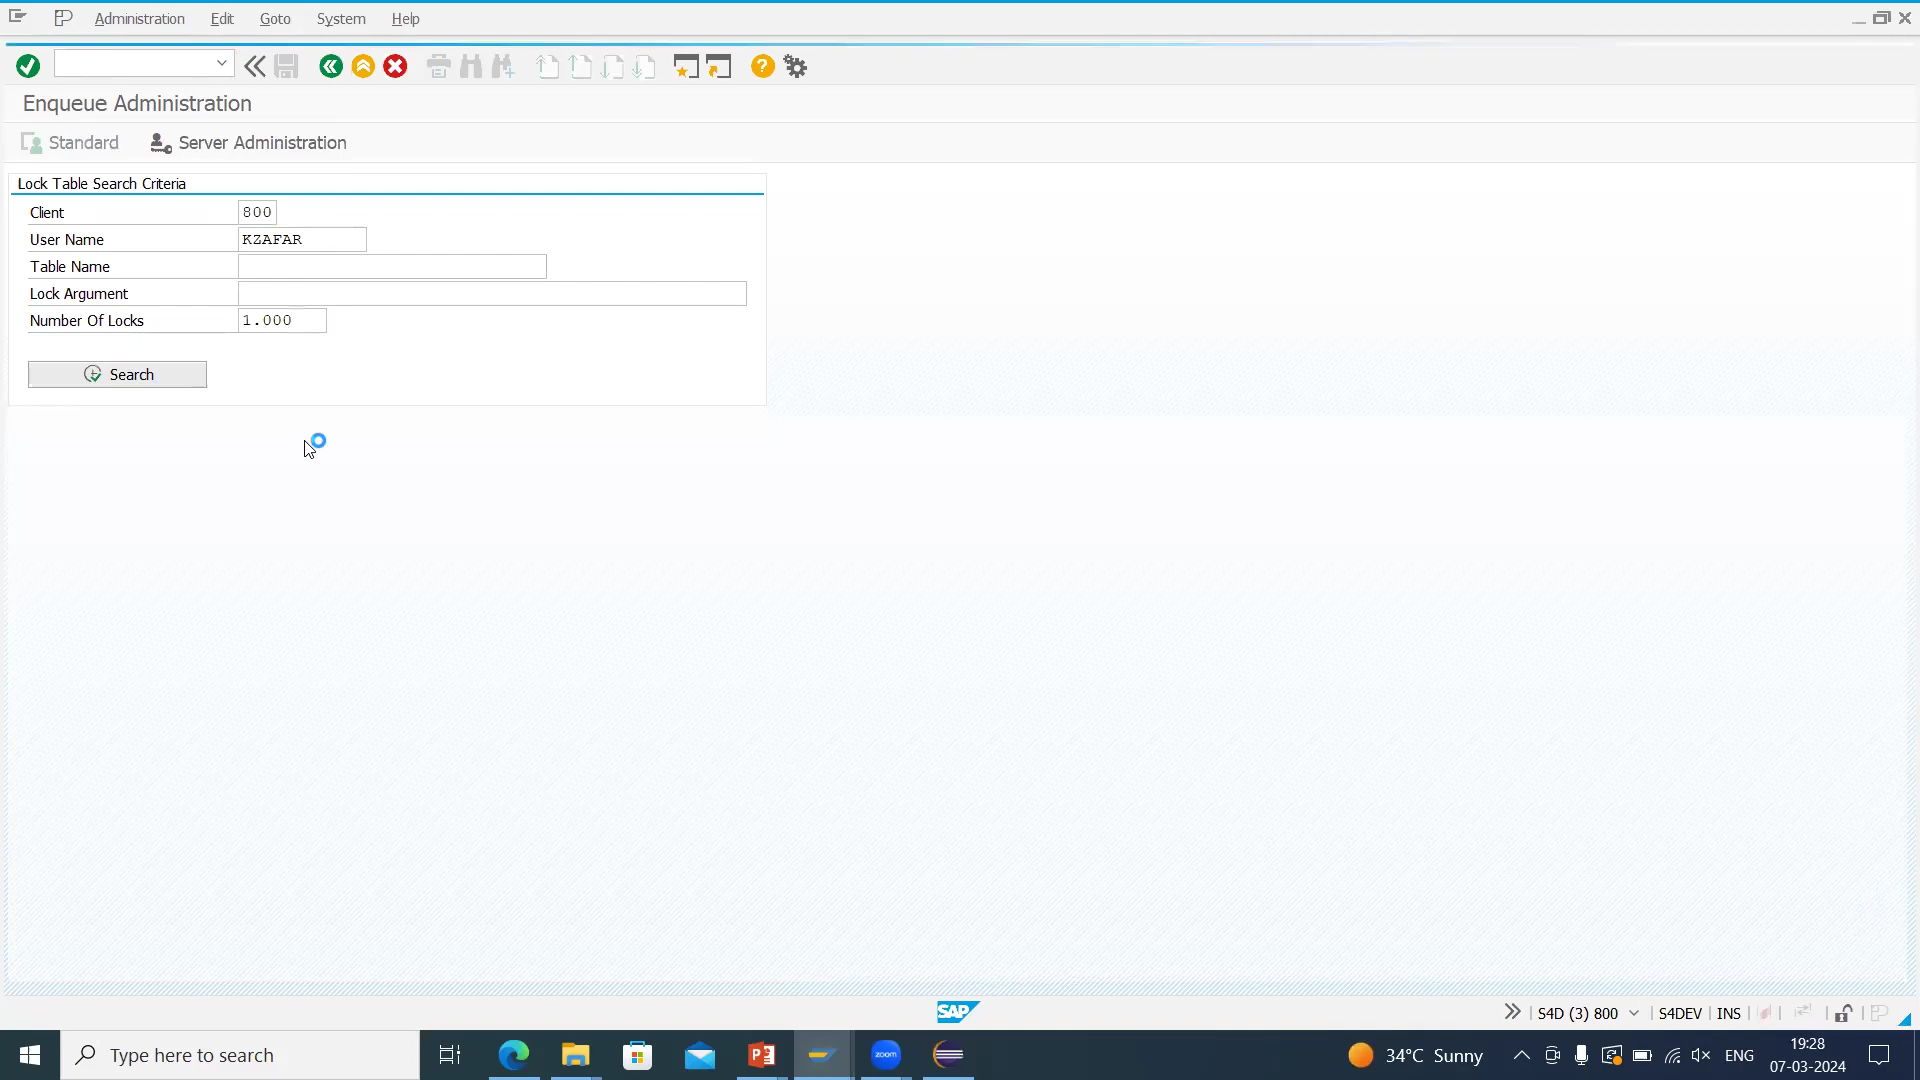 Administration Edit Goto System Help
Enqueue Administration
Standard Server Administration
Lock Table Search Criteria
Client 800
User Name KZAFAR
Table Name
Lock Argument
Number Of Locks 1.000
Search
SAP
S4D (3) 800 S4DEV INS
Type here to search
zoom
34°C Sunny
ENG
19:28
07-03-2024